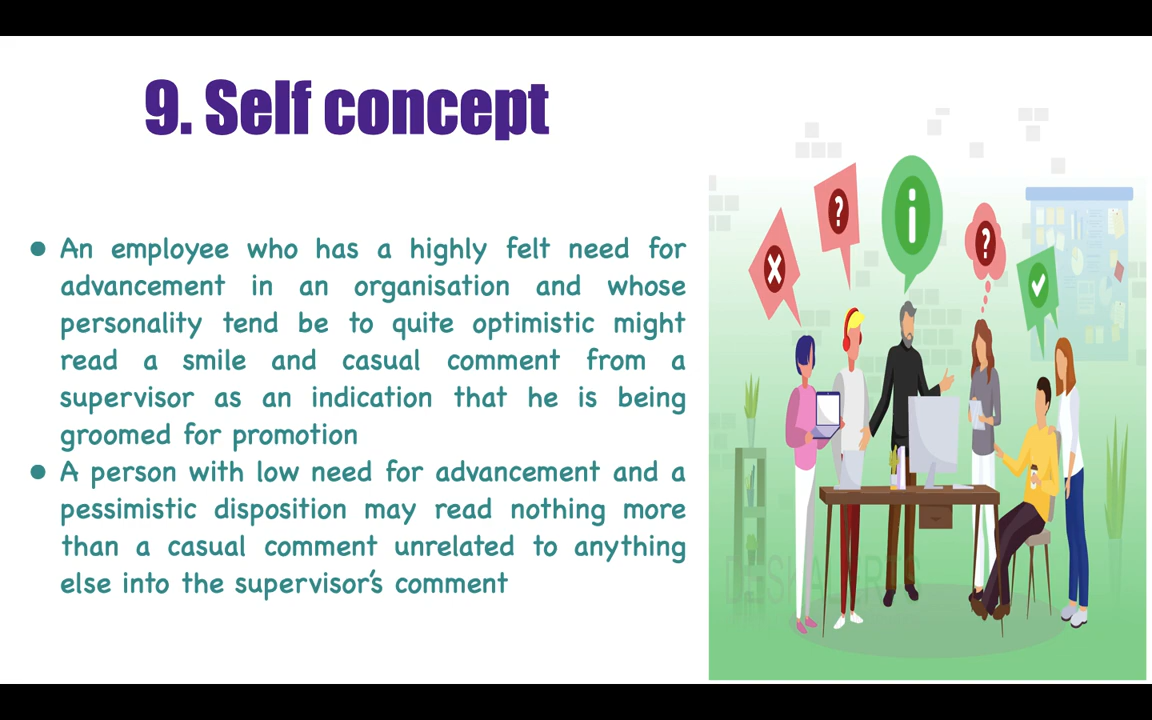 9. Self concept
An employee who has a highly felt need for
advancement in an organisation and whose
personality tend be to quite optimistic might
read a smile and casual comment from a
supervisor as an indication that he is being
groomed for promotion
A person with low need for advancement and a
pessimistic disposition may read nothing more
than a casual comment unrelated to anything
else into the supervisor's comment